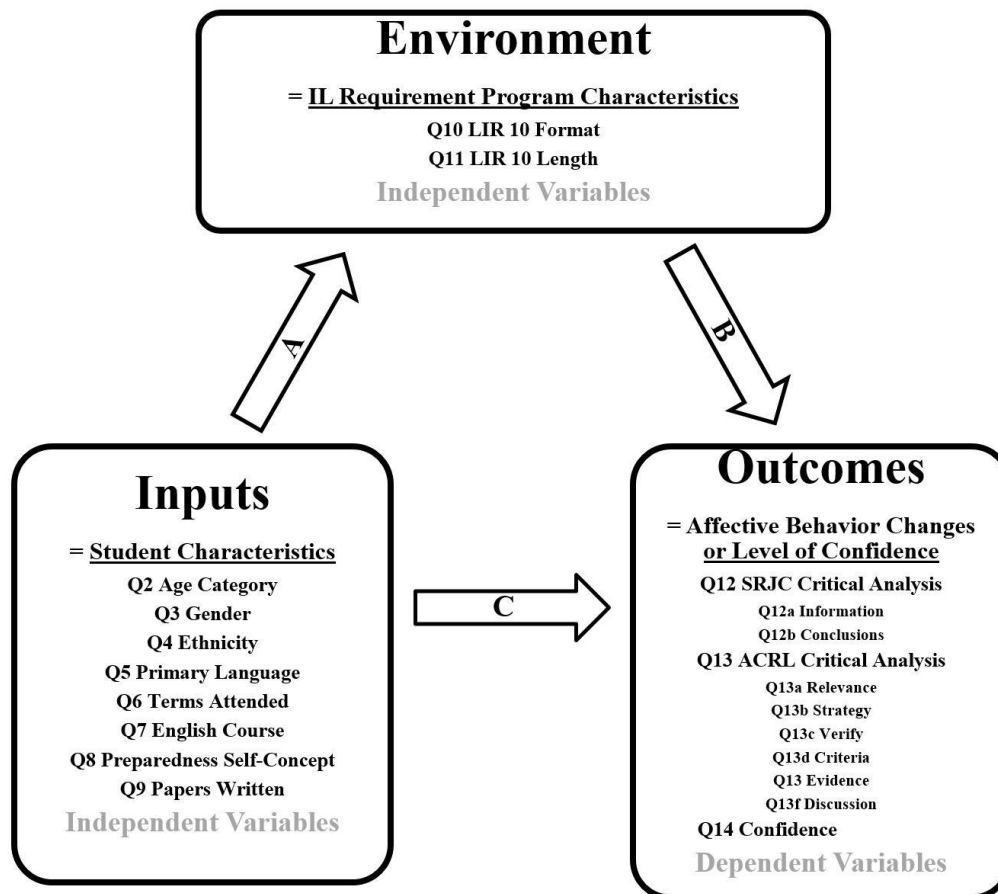 Environment
= IL Requirement Program Characteristics
Q10 LIR 10 Format
Q11 LIR 10 Length
Independent Variables
A
B
Inputs
= Student Characteristics
Q2 Age Category
Q3 Gender
Q4 Ethnicity
Q5 Primary Language
Q6 Terms Attended
Q7 English Course
Q8 Preparedness Self-Concept
Q9 Papers Written
Independent Variables
C
Outcomes
= Affective Behavior Changes
or Level of Confidence
Q12 SRJC Critical Analysis
Q12a Information
Q12b Conclusions
Q13 ACRL Critical Analysis
Q13a Relevance
Q13b Strategy
Q13c Verify
Q13d Criteria
Q13 Evidence
Q13f Discussion
Q14 Confidence
Dependent Variables